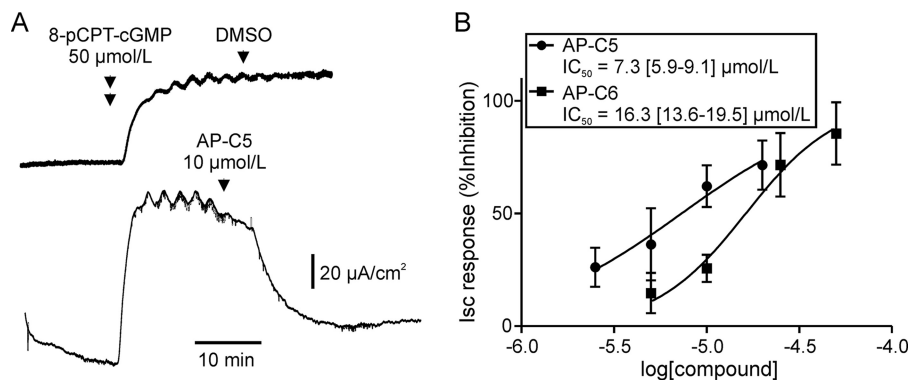 A
8-pCPT-cGMP
50 μmol/L
DMSO
AP-C5
10 μmol/L
20 μA/cm²
10 min
B
AP-C5
IC₅₀ = 7.3 [5.9-9.1] μmol/L
AP-C6
IC₅₀ = 16.3 [13.6-19.5] μmol/L
Isc response (%Inhibition)
100
50
0
-6.0 -5.5 -5.0 -4.5 -4.0
log[compound]